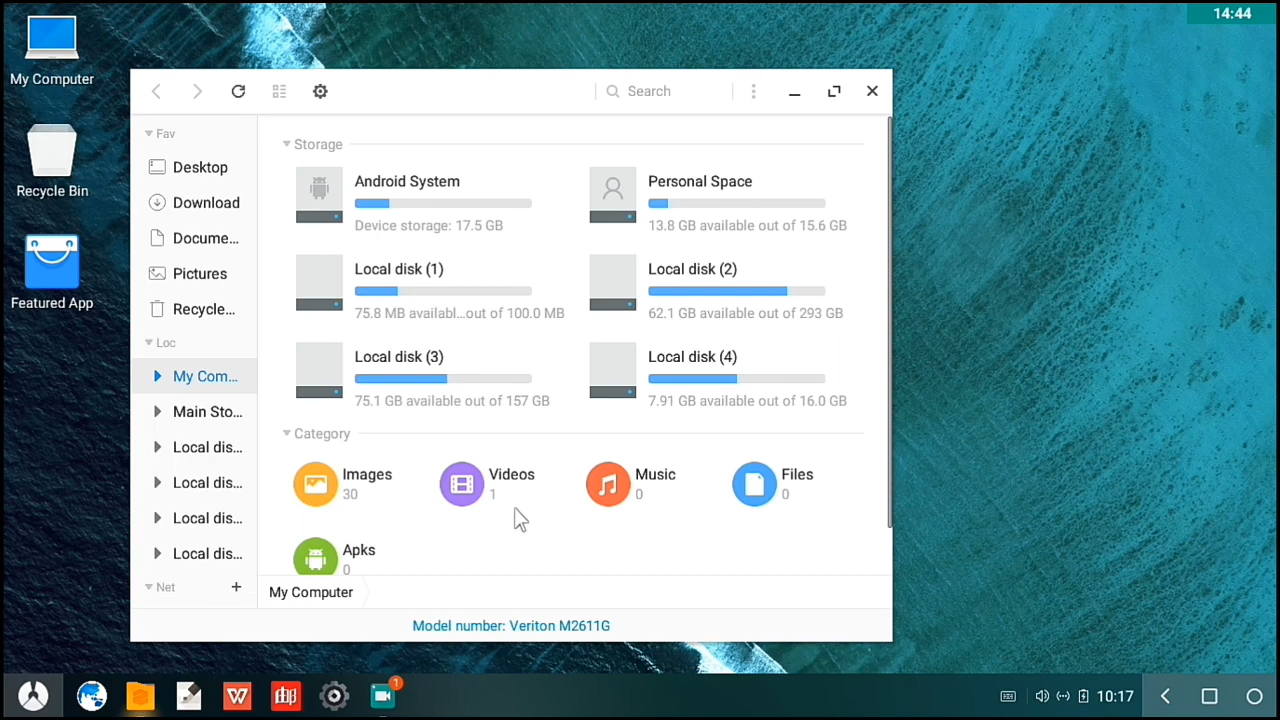 14:44
My Computer
Recycle Bin
Featured App
Search
Fav
Desktop
Download
Docume...
Pictures
Recycle...
Loc
My Com...
Main Sto...
Local dis...
Local dis...
Local dis...
Local dis...
Net
Storage
Android System
Device storage: 17.5 GB
Personal Space
13.8 GB available out of 15.6 GB
Local disk (1)
75.8 MB availabl...out of 100.0 MB
Local disk (2)
62.1 GB available out of 293 GB
Local disk (3)
75.1 GB available out of 157 GB
Local disk (4)
7.91 GB available out of 16.0 GB
Category
Images
30
Videos
1
Music
0
Files
0
Apks
0
My Computer
Model number: Veriton M2611G
W
1
10:17